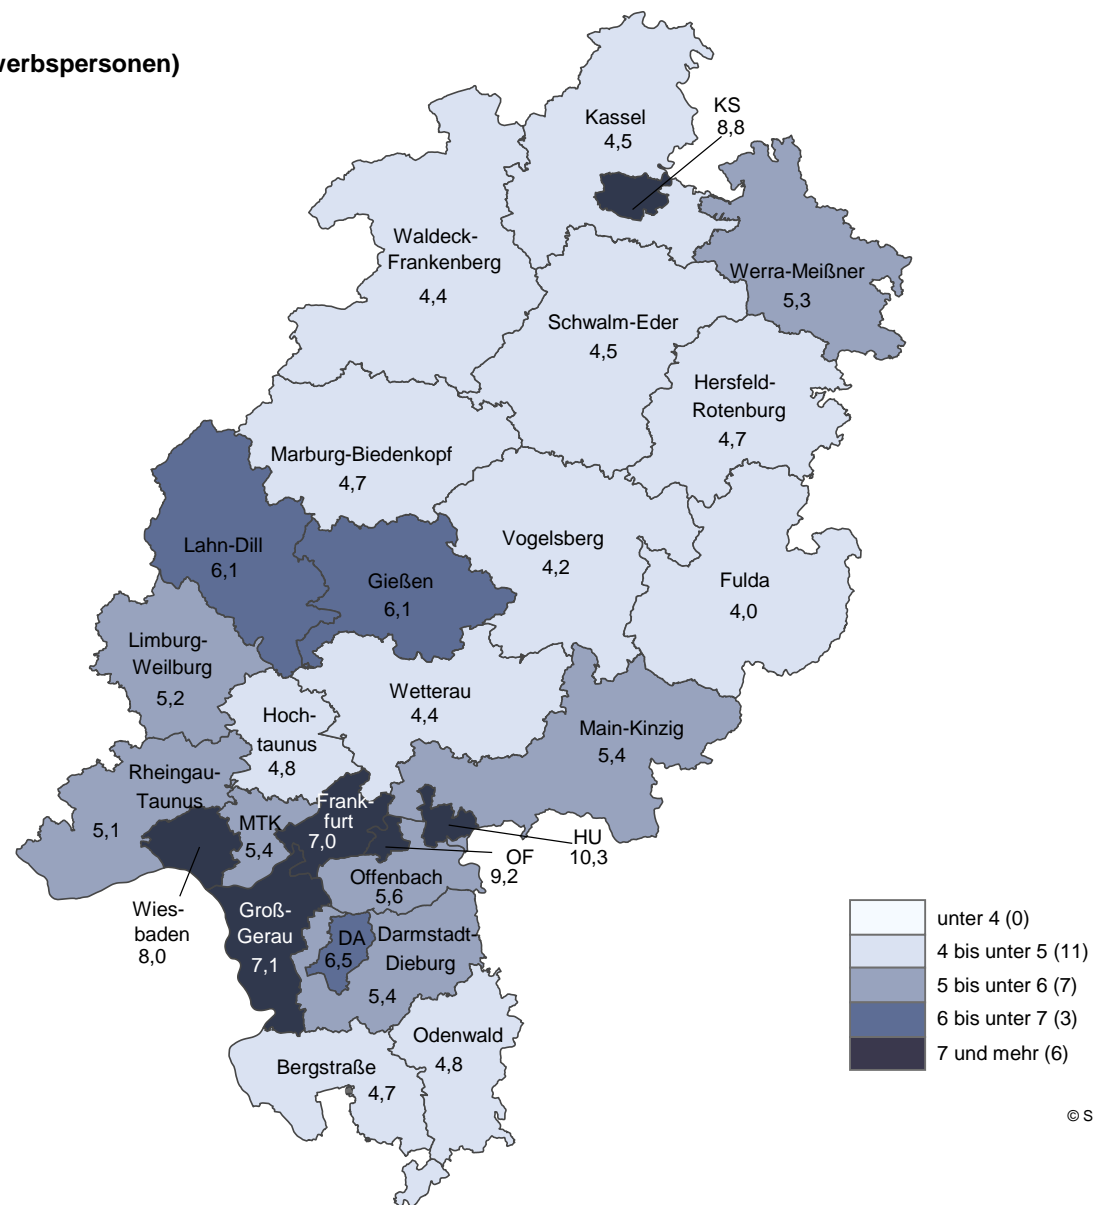 werbspersonen)
Kassel
4,5
KS
8,8
Waldeck-
Frankenberg
4,4
Werra-Meißner
5,3
Schwalm-Eder
4,5
Hersfeld-
Rotenburg
4,7
Marburg-Biedenkopf
4,7
Lahn-Dill
6,1
Gießen
6,1
Vogelsberg
4,2
Fulda
4,0
Limburg-
Weilburg
5,2
Wetterau
4,4
Hoch-
taunus
4,8
Main-Kinzig
5,4
Rheingau-
Taunus
5,1
MTK
5,4
Frank-
furt
7,0
HU
10,3
OF
9,2
Offenbach
5,6
Wies-
baden
8,0
Groß-
Gerau
7,1
DA
6,5
Darmstadt-
Dieburg
5,4
Odenwald
4,8
Bergstraße
4,7
unter 4 (0)
4 bis unter 5 (11)
5 bis unter 6 (7)
6 bis unter 7 (3)
7 und mehr (6)
© S